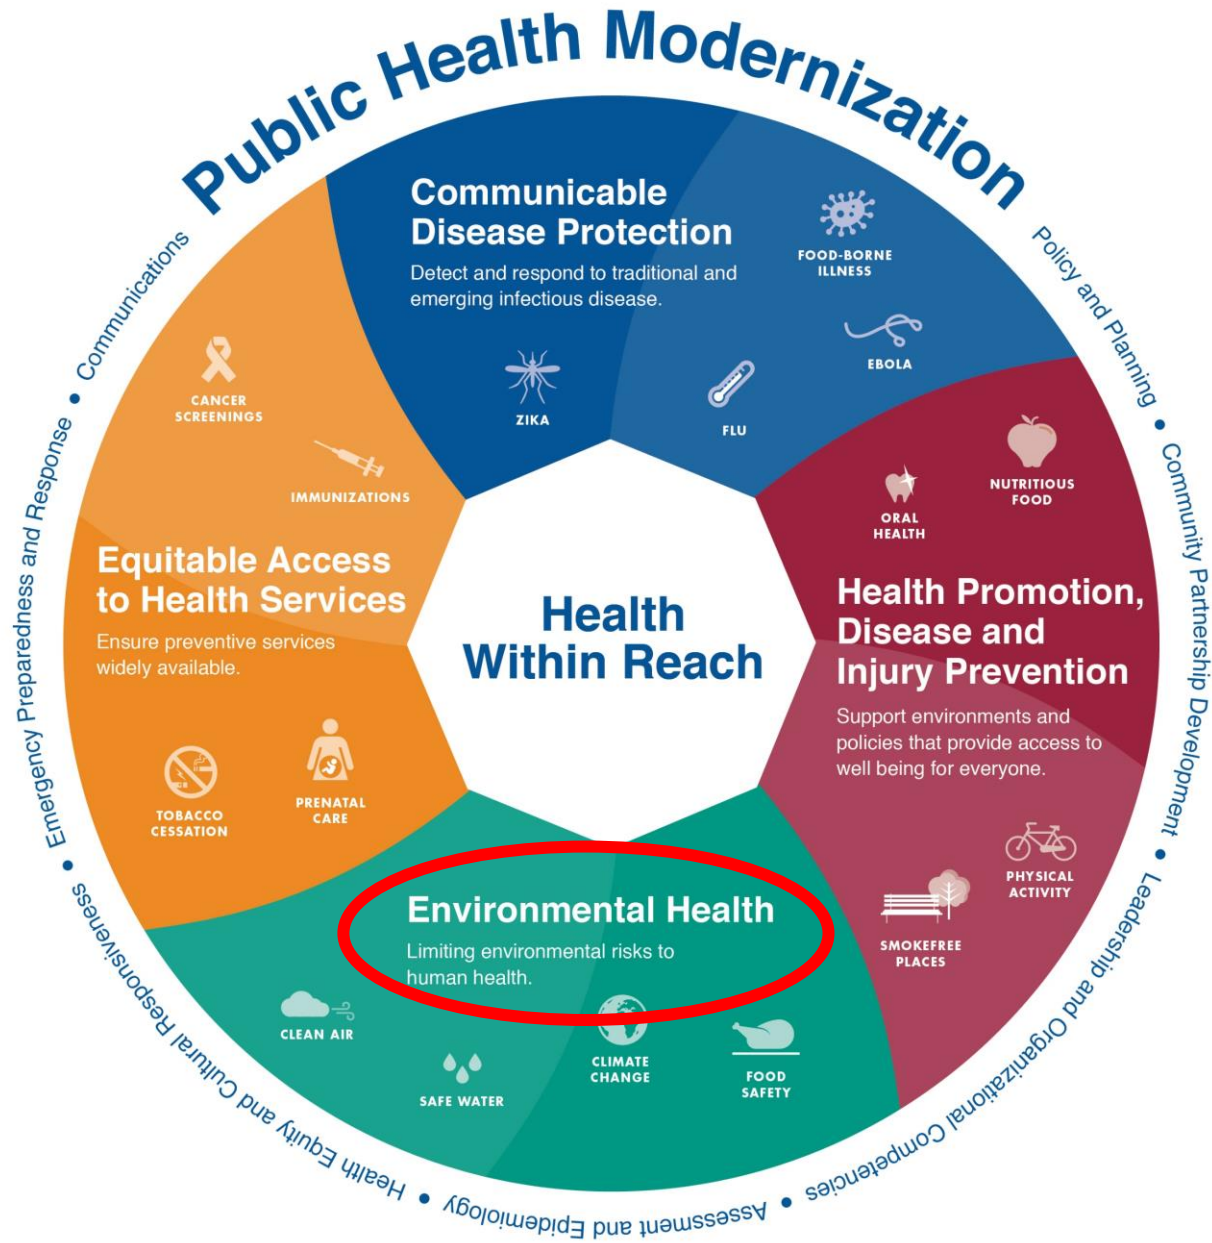 Public Health Modernization
Communicable
Disease Protection
Detect and respond to traditional and
emerging infectious disease.
ZIKA
FLU
FOOD-BORNE
ILLNESS
EBOLA
NUTRITIOUS
FOOD
ORAL
HEALTH
Health Promotion,
Disease and
Injury Prevention
Support environments and
policies that provide access to
well being for everyone.
PHYSICAL
ACTIVITY
SMOKEFREE
PLACES
Environmental Health
Limiting environmental risks to
human health.
CLEAN AIR
SAFE WATER
CLIMATE
CHANGE
FOOD
SAFETY
CANCER
SCREENINGS
IMMUNIZATIONS
Equitable Access
to Health Services
Ensure preventive services
widely available.
TOBACCO
CESSATION
PRENATAL
CARE
Health
Within Reach
Policy and Planning • Community Partnership Development • Leadership and Organizational Competencies • Assessment and Epidemiology • Health Equity and Cultural Responsiveness • Emergency Preparedness and Response • Communications